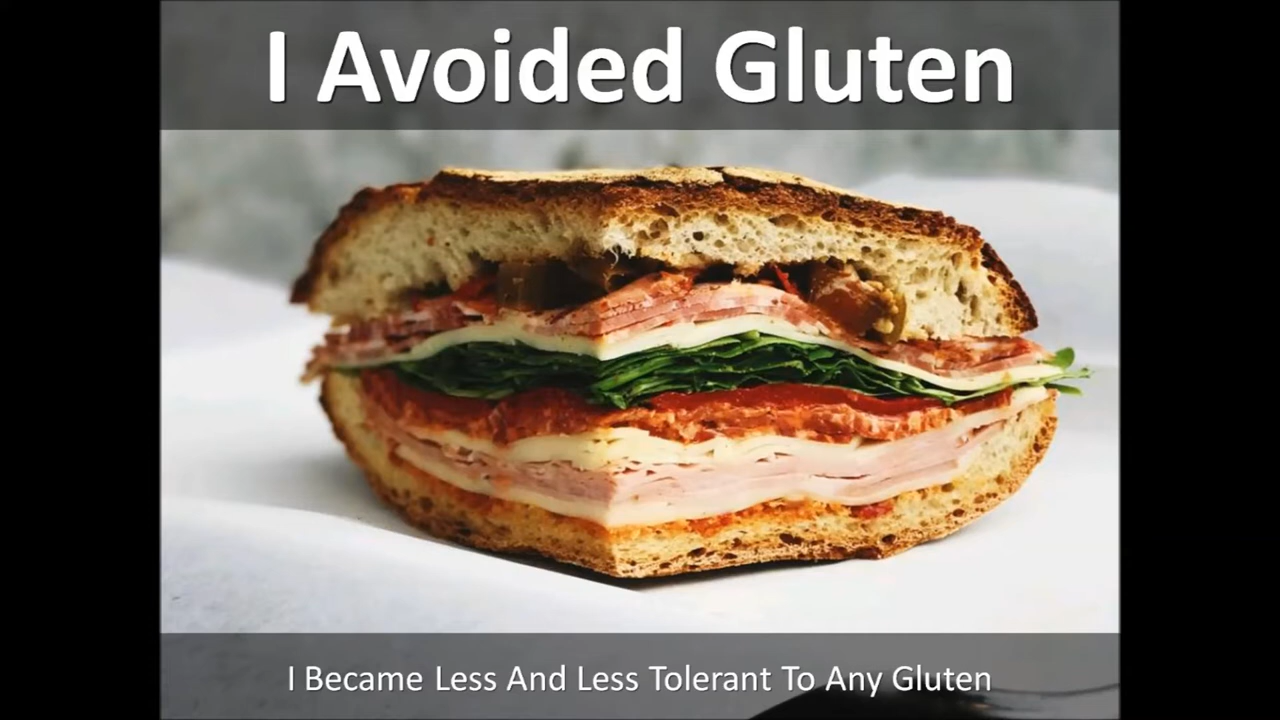 I Avoided Gluten
I Became Less And Less Tolerant To Any Gluten